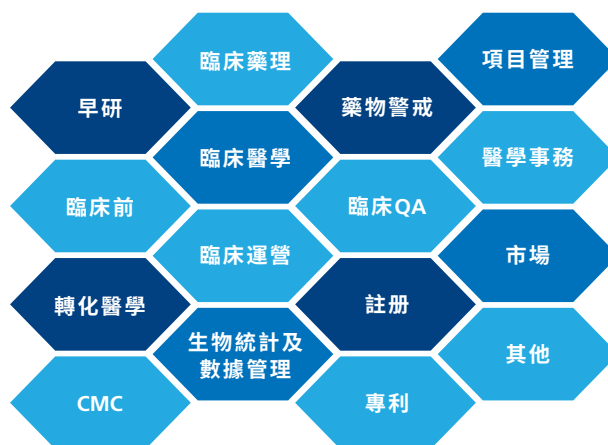 早研
臨床前
轉化醫學
CMC
臨床藥理
臨床醫學
臨床運營
生物統計及
數據管理
藥物警戒
臨床QA
註册
專利
項目管理
醫學事務
市場
其他